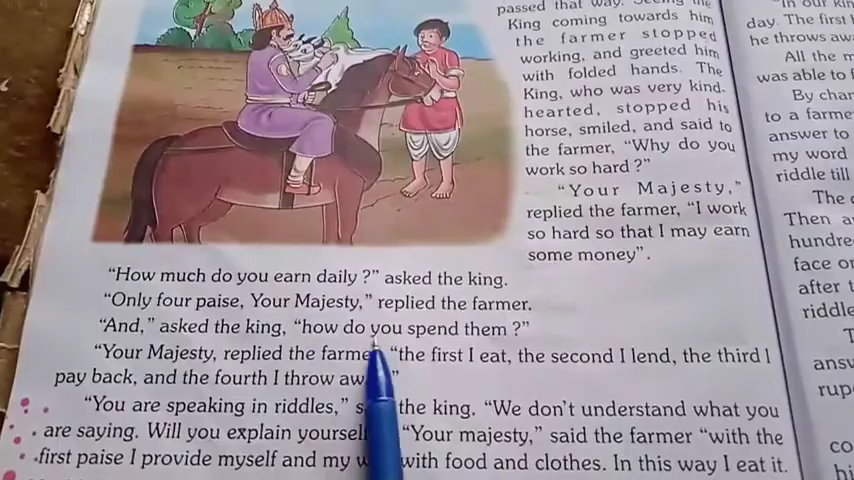 passed that way. Seeing the
King coming towards him
the farmer stopped
working, and greeted him
with folded hands. The
King, who was very kind.
hearted, stopped his
horse, smiled, and said to
the farmer, "Why do you
work so hard?"
"Your Majesty,"
replied the farmer, "I work
so hard so that I may earn
some money".
"How much do you earn daily ?" asked the king.
"Only four paise, Your Majesty," replied the farmer.
"And," asked the king, "how do you spend them ?"
"Your Majesty, replied the farme "the first I eat, the second I lend, the third I
pay back, and the fourth I throw aw
"You are speaking in riddles," s the king. "We don't understand what you
are saying. Will you explain yoursel "Your majesty," said the farmer "with the
first paise I provide myself and my w with food and clothes. In this way I eat it.
"In our
day. The first
he throws aw
All the m
was able to
By chan
to a farme
answer to
my word
riddle till
The
Then a
hundre
face o
after t
riddle
answ
rup
co